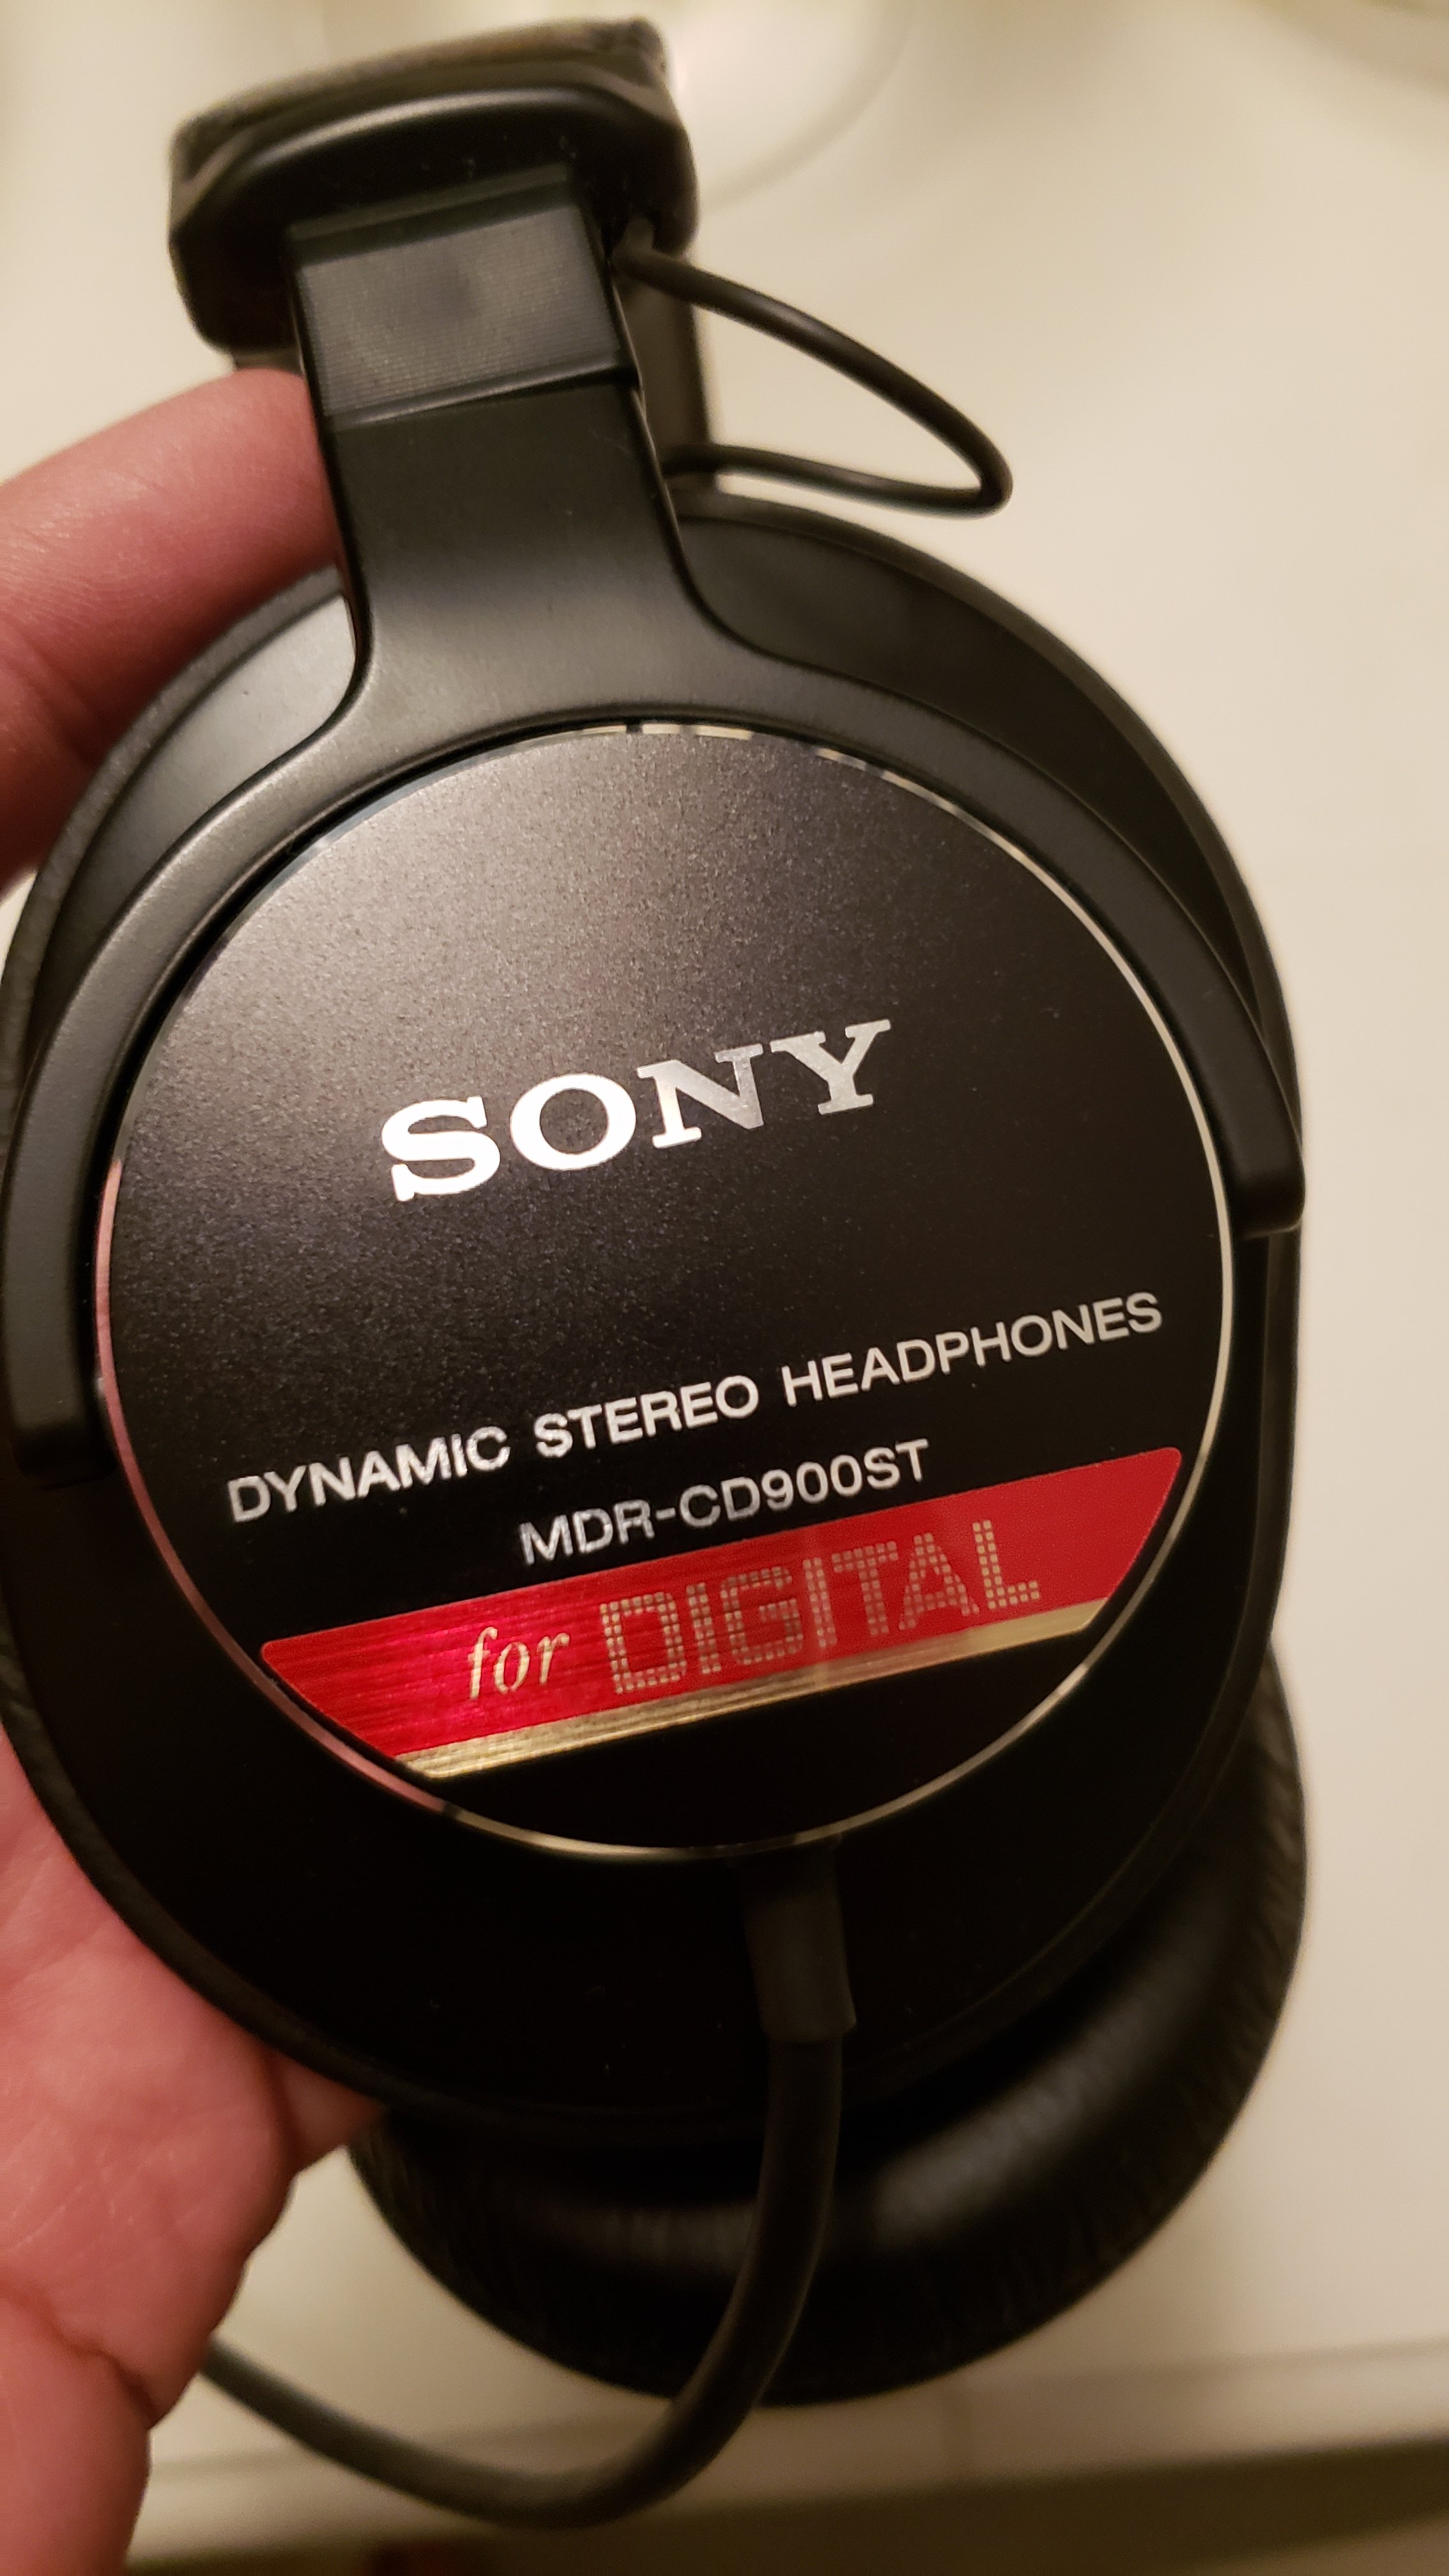 SONY
DYNAMIC STEREO HEADPHONES
MDR-CD900ST
for DIGITAL